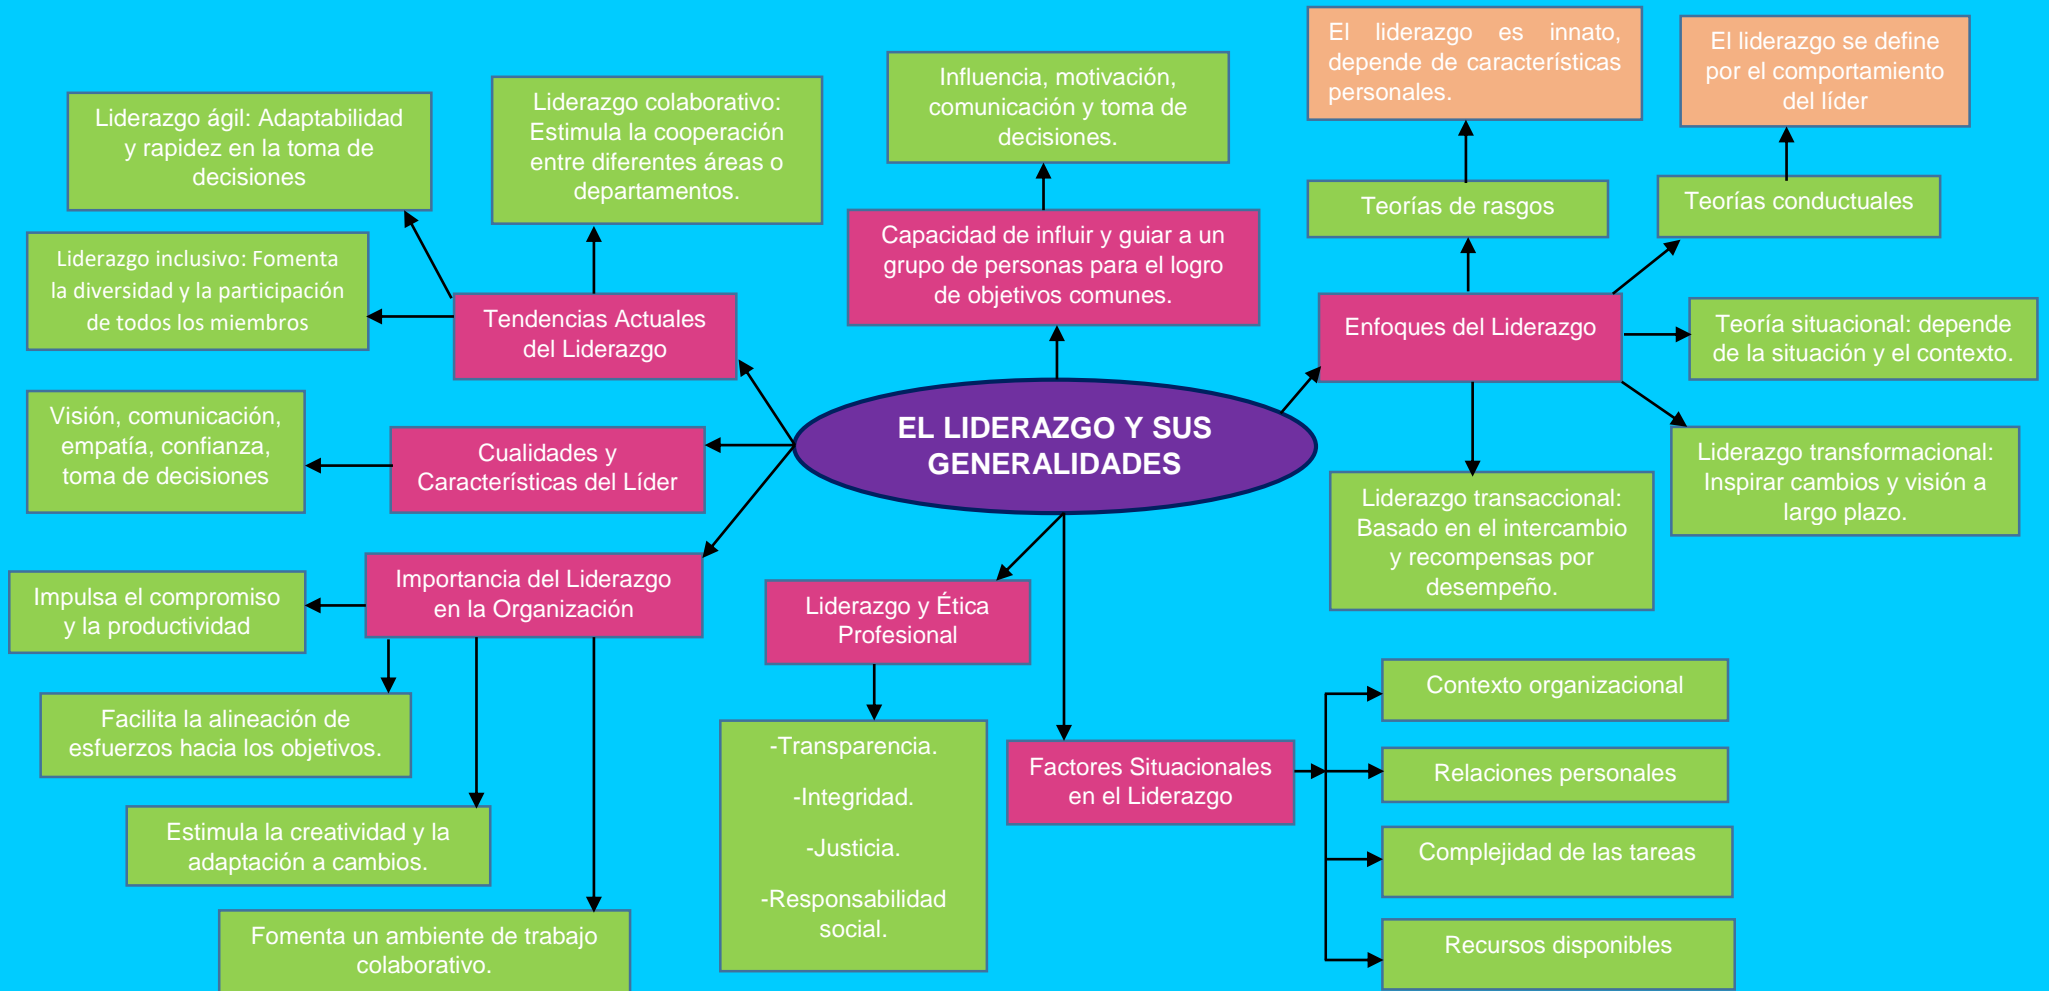 El liderazgo es innato,
depende de características
personales.
El liderazgo se define
por el comportamiento
del líder
Influencia, motivación,
comunicación y toma de
decisiones.
Liderazgo colaborativo:
Estimula la cooperación
entre diferentes áreas o
departamentos.
Liderazgo ágil: Adaptabilidad
y rapidez en la toma de
decisiones
Teorías de rasgos
Teorías conductuales
Capacidad de influir y guiar a un
grupo de personas para el logro
de objetivos comunes.
Liderazgo inclusivo: Fomenta
la diversidad y la participación
de todos los miembros
Tendencias Actuales
del Liderazgo
Enfoques del Liderazgo
Teoría situacional: depende
de la situación y el contexto.
EL LIDERAZGO Y SUS
GENERALIDADES
Visión, comunicación,
empatía, confianza,
toma de decisiones
Cualidades y
Características del Líder
Liderazgo transformacional:
Inspirar cambios y visión a
largo plazo.
Liderazgo transaccional:
Basado en el intercambio
y recompensas por
desempeño.
Importancia del Liderazgo
en la Organización
Impulsa el compromiso
y la productividad
Liderazgo y Ética
Profesional
Facilita la alineación de
esfuerzos hacia los objetivos.
Estimula la creatividad y la
adaptación a cambios.
Fomenta un ambiente de trabajo
colaborativo.
-Transparencia.
-Integridad.
-Justicia.
-Responsabilidad
social.
Factores Situacionales
en el Liderazgo
Contexto organizacional
Relaciones personales
Complejidad de las tareas
Recursos disponibles